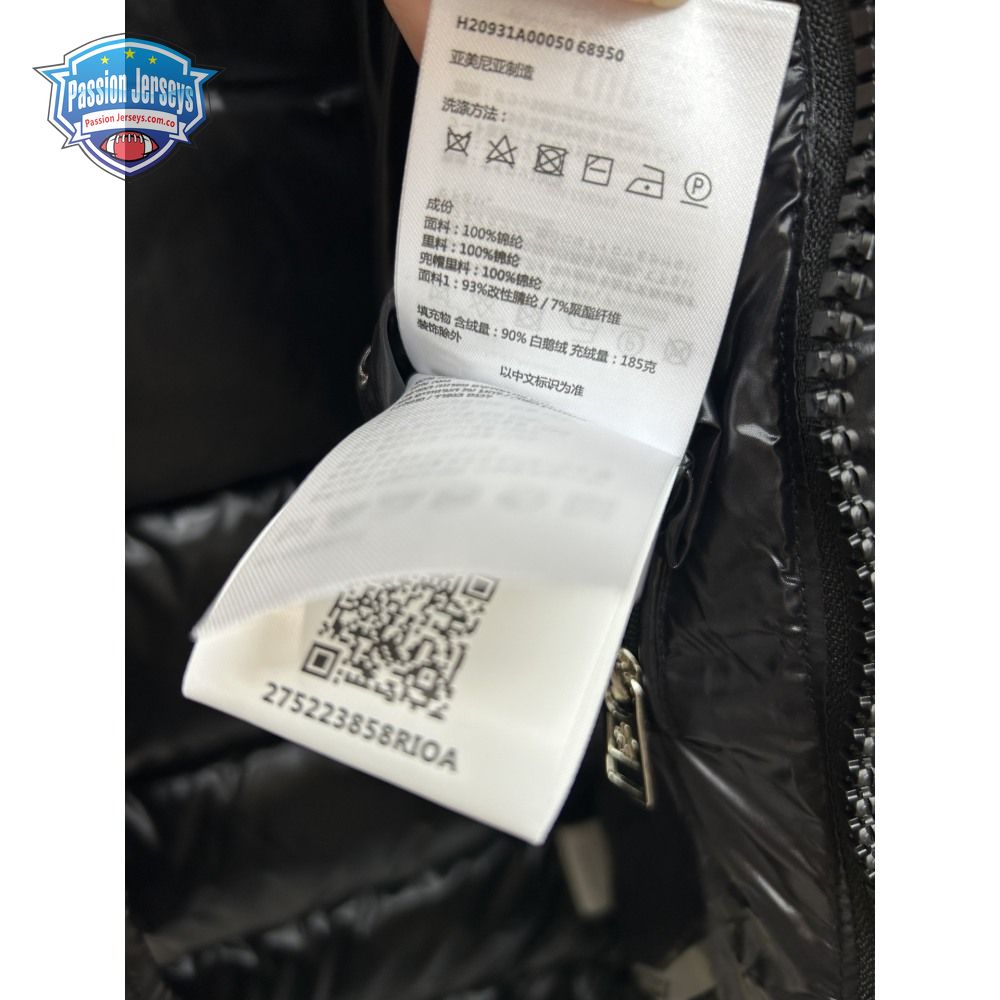 Passion Jerseys
Passion Jerseys.com.co
H20931A00050 68950
亚美尼亚制造
洗涤方法：
P
成份
面料：100%锦纶
里料：100%锦纶
兜帽里料：100%锦纶
面料1：93%改性腈纶 / 7%聚酯纤维
填充物 含绒量：90% 白鹅绒 充绒量：185克
装饰除外
以中文标识为准
275223858RIOA